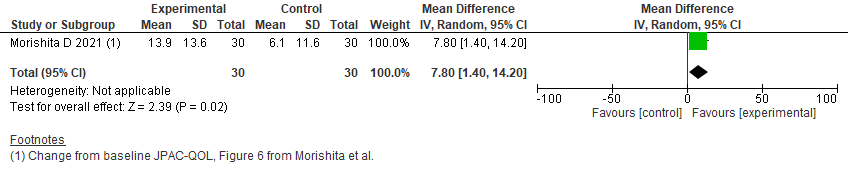 Experimental Control Mean Difference Mean Difference
Study or Subgroup Mean SD Total Mean SD Total Weight IV, Random, 95% CI IV, Random, 95% CI
Morishita D 2021 (1) 13.9 13.6 30 6.1 11.6 30 100.0% 7.80 [1.40, 14.20]
Total (95% CI) 30 30 100.0% 7.80 [1.40, 14.20]
Heterogeneity: Not applicable
Test for overall effect: Z = 2.39 (P = 0.02)
-100 -50 0 50 100
Favours [control] Favours [experimental]
Footnotes
(1) Change from baseline JPAC-QOL, Figure 6 from Morishita et al.